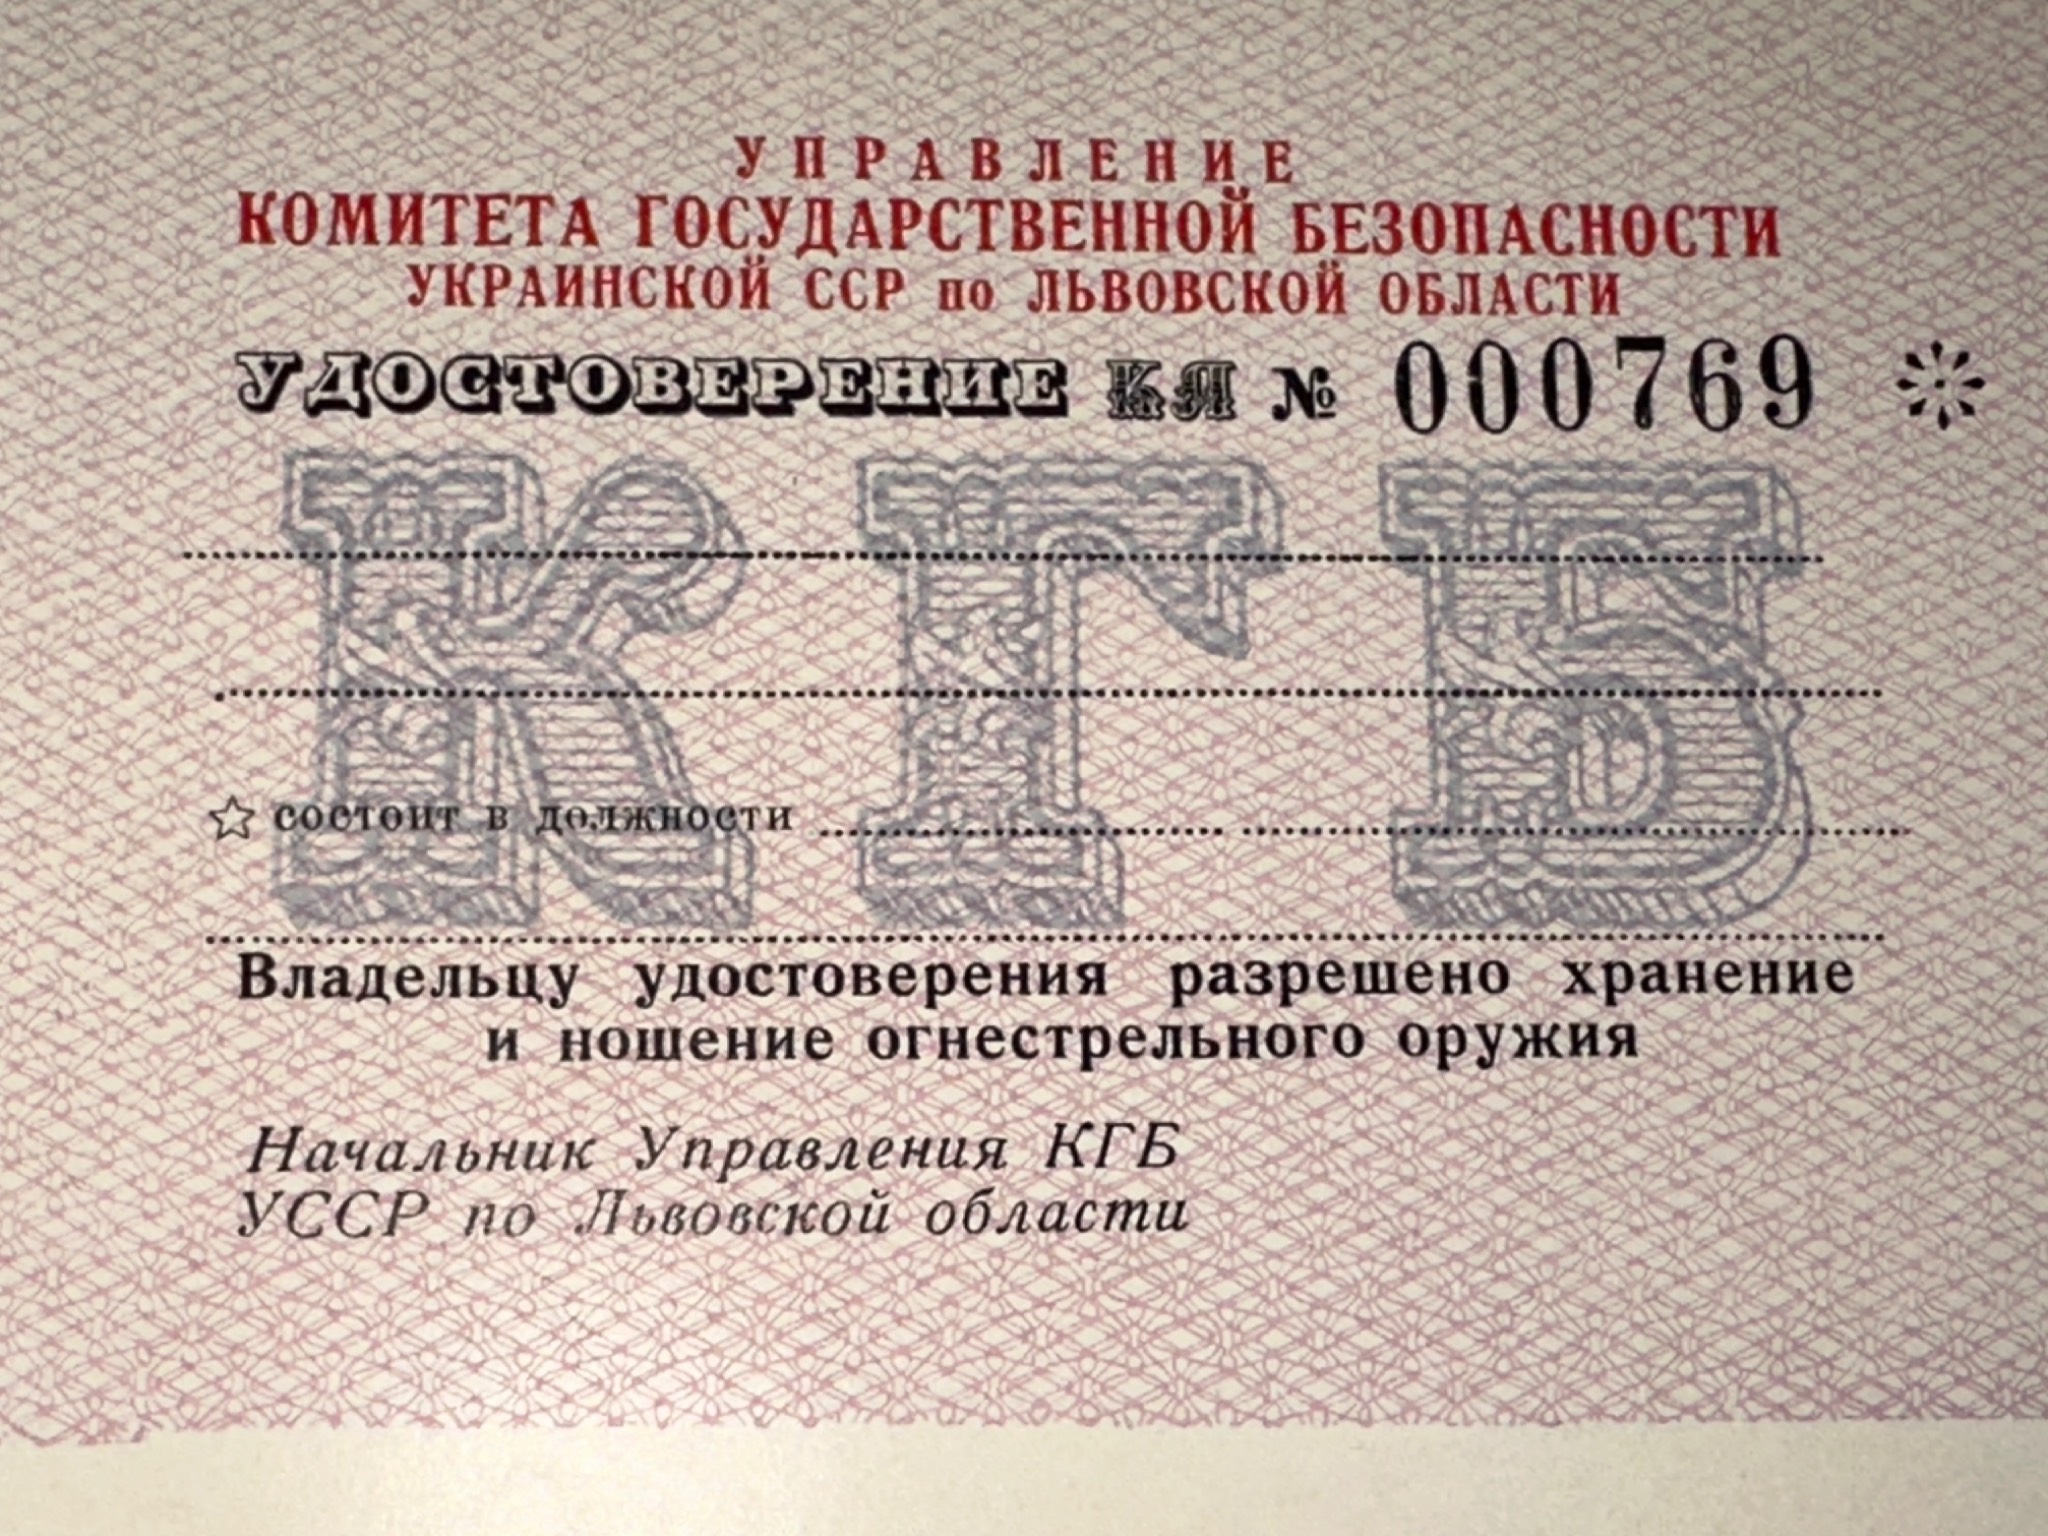 УПРАВЛЕНИЕ
КОМИТЕТА ГОСУДАРСТВЕННОЙ БЕЗОПАСНОСТИ
УКРАИНСКОЙ ССР по ЛЬВОВСКОЙ ОБЛАСТИ
УДОСТОВЕРЕНИЕ КЯ № 000769
КГБ
состоит в должности
Владельцу удостоверения разрешено хранение
и ношение огнестрельного оружия
Начальник Управления КГБ
УССР по Львовской области